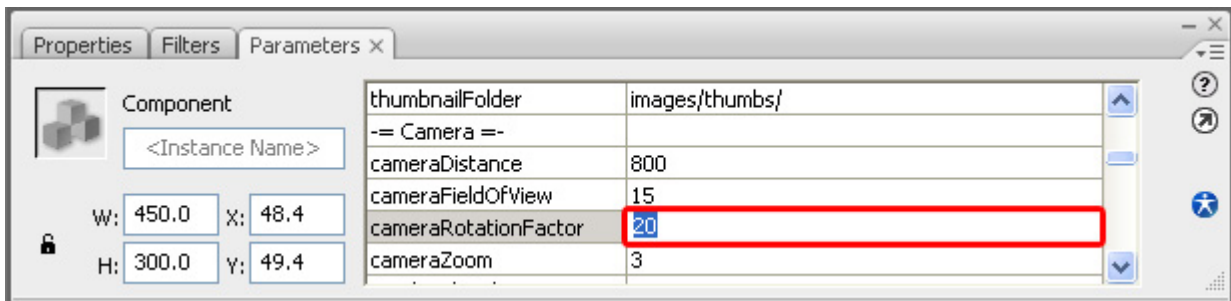 Properties Filters Parameters ×
Component
<Instance Name>
W: 450.0 X: 48.4
H: 300.0 Y: 49.4
thumbnailFolder images/thumbs/
-= Camera =-
cameraDistance 800
cameraFieldOfView 15
cameraRotationFactor 20
cameraZoom 3